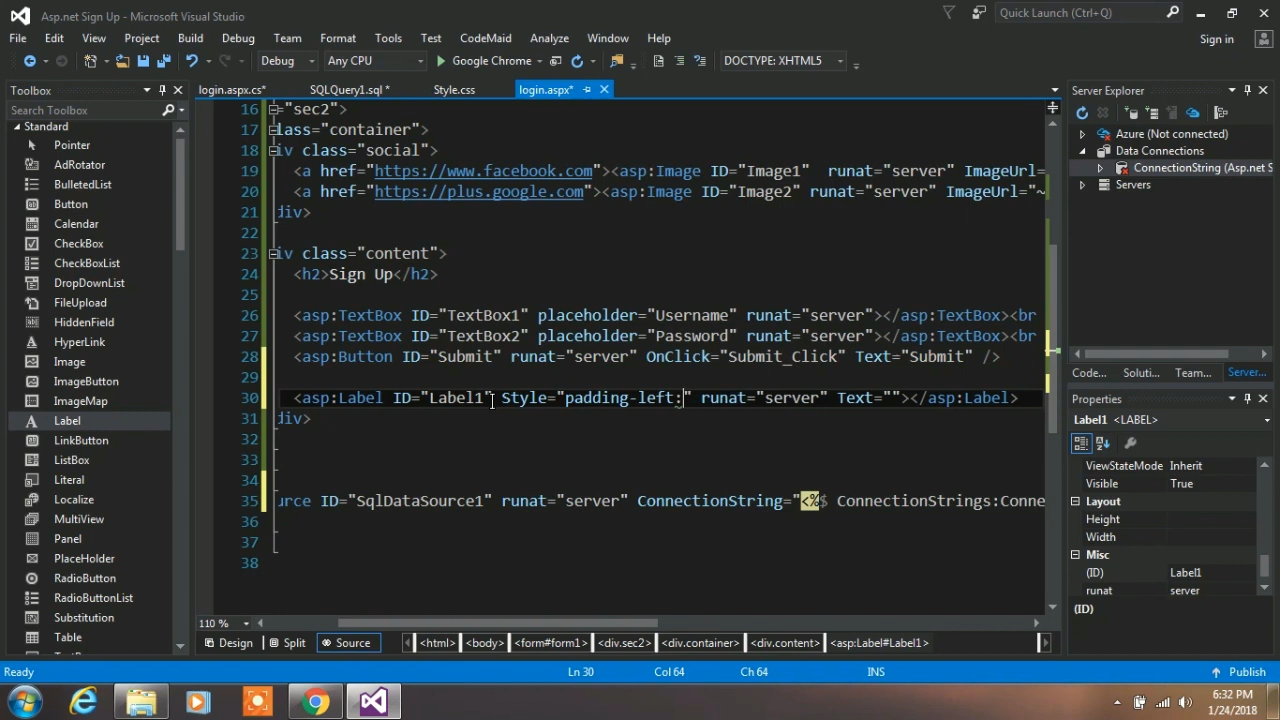 Asp.net Sign Up - Microsoft Visual Studio
Quick Launch (Ctrl+Q)
File Edit View Project Build Debug Team Format Tools Test CodeMaid Analyze Window Help
Sign in
Debug Any CPU Google Chrome DOCTYPE: XHTML5
Toolbox
Search Toolbox
Standard
Pointer
AdRotator
BulletedList
Button
Calendar
CheckBox
CheckBoxList
DropDownList
FileUpload
HiddenField
HyperLink
Image
ImageButton
ImageMap
Label
LinkButton
ListBox
Literal
Localize
MultiView
Panel
PlaceHolder
RadioButton
RadioButtonList
Substitution
Table
login.aspx.cs* SQLQuery1.sql * Style.css login.aspx*
16 ="sec2">
17 lass="container">
18 iv class="social">
19 <a href="https://www.facebook.com"><asp:Image ID="Image1" runat="server" ImageUrl=
20 <a href="https://plus.google.com"><asp:Image ID="Image2" runat="server" ImageUrl="~
21 div>
22
23 iv class="content">
24 <h2>Sign Up</h2>
25
26 <asp:TextBox ID="TextBox1" placeholder="Username" runat="server"></asp:TextBox><br
27 <asp:TextBox ID="TextBox2" placeholder="Password" runat="server"></asp:TextBox><br
28 <asp:Button ID="Submit" runat="server" OnClick="Submit_Click" Text="Submit" />
29
30 <asp:Label ID="Label1" Style="padding-left:" runat="server" Text=""></asp:Label>
31 div>
32
33
34
35 urce ID="SqlDataSource1" runat="server" ConnectionString="<%$ ConnectionStrings:Conne
36
37
38
110 %
Design Split Source <html> <body> <form#form1> <div.sec2> <div.container> <div.content> <asp:Label#Label1>
Server Explorer
Azure (Not connected)
Data Connections
ConnectionString (Asp.net S
Servers
Code... Soluti... Team... Server...
Properties
Label1 <LABEL>
ViewStateMode Inherit
Visible True
Layout
Height
Width
Misc
(ID) Label1
runat server
(ID)
Ready Ln 30 Col 64 Ch 64 INS Publish
6:32 PM
1/24/2018